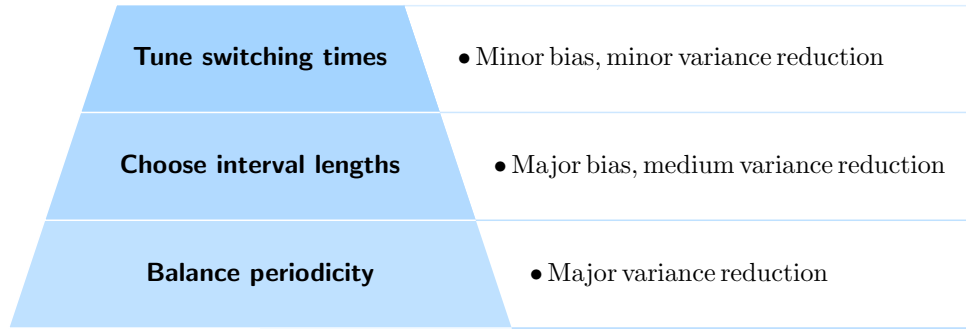 Tune switching times
• Minor bias, minor variance reduction
Choose interval lengths
• Major bias, medium variance reduction
Balance periodicity
• Major variance reduction